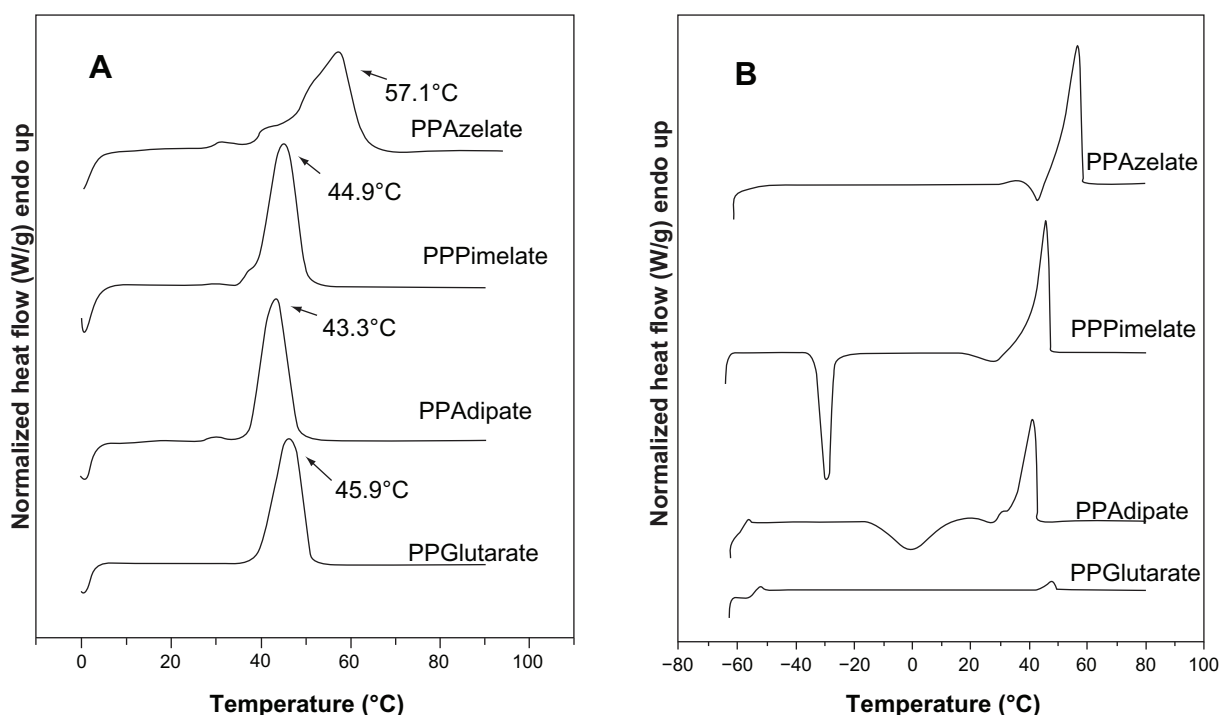 A
57.1°C
PPAzelate
44.9°C
PPPimelate
43.3°C
PPAdipate
45.9°C
PPGlutarate
Normalized heat flow (W/g) endo up
0 20 40 60 80 100
Temperature (°C)
B
PPAzelate
PPPimelate
PPAdipate
PPGlutarate
Normalized heat flow (W/g) endo up
−80 −60 −40 −20 0 20 40 60 80 100
Temperature (°C)